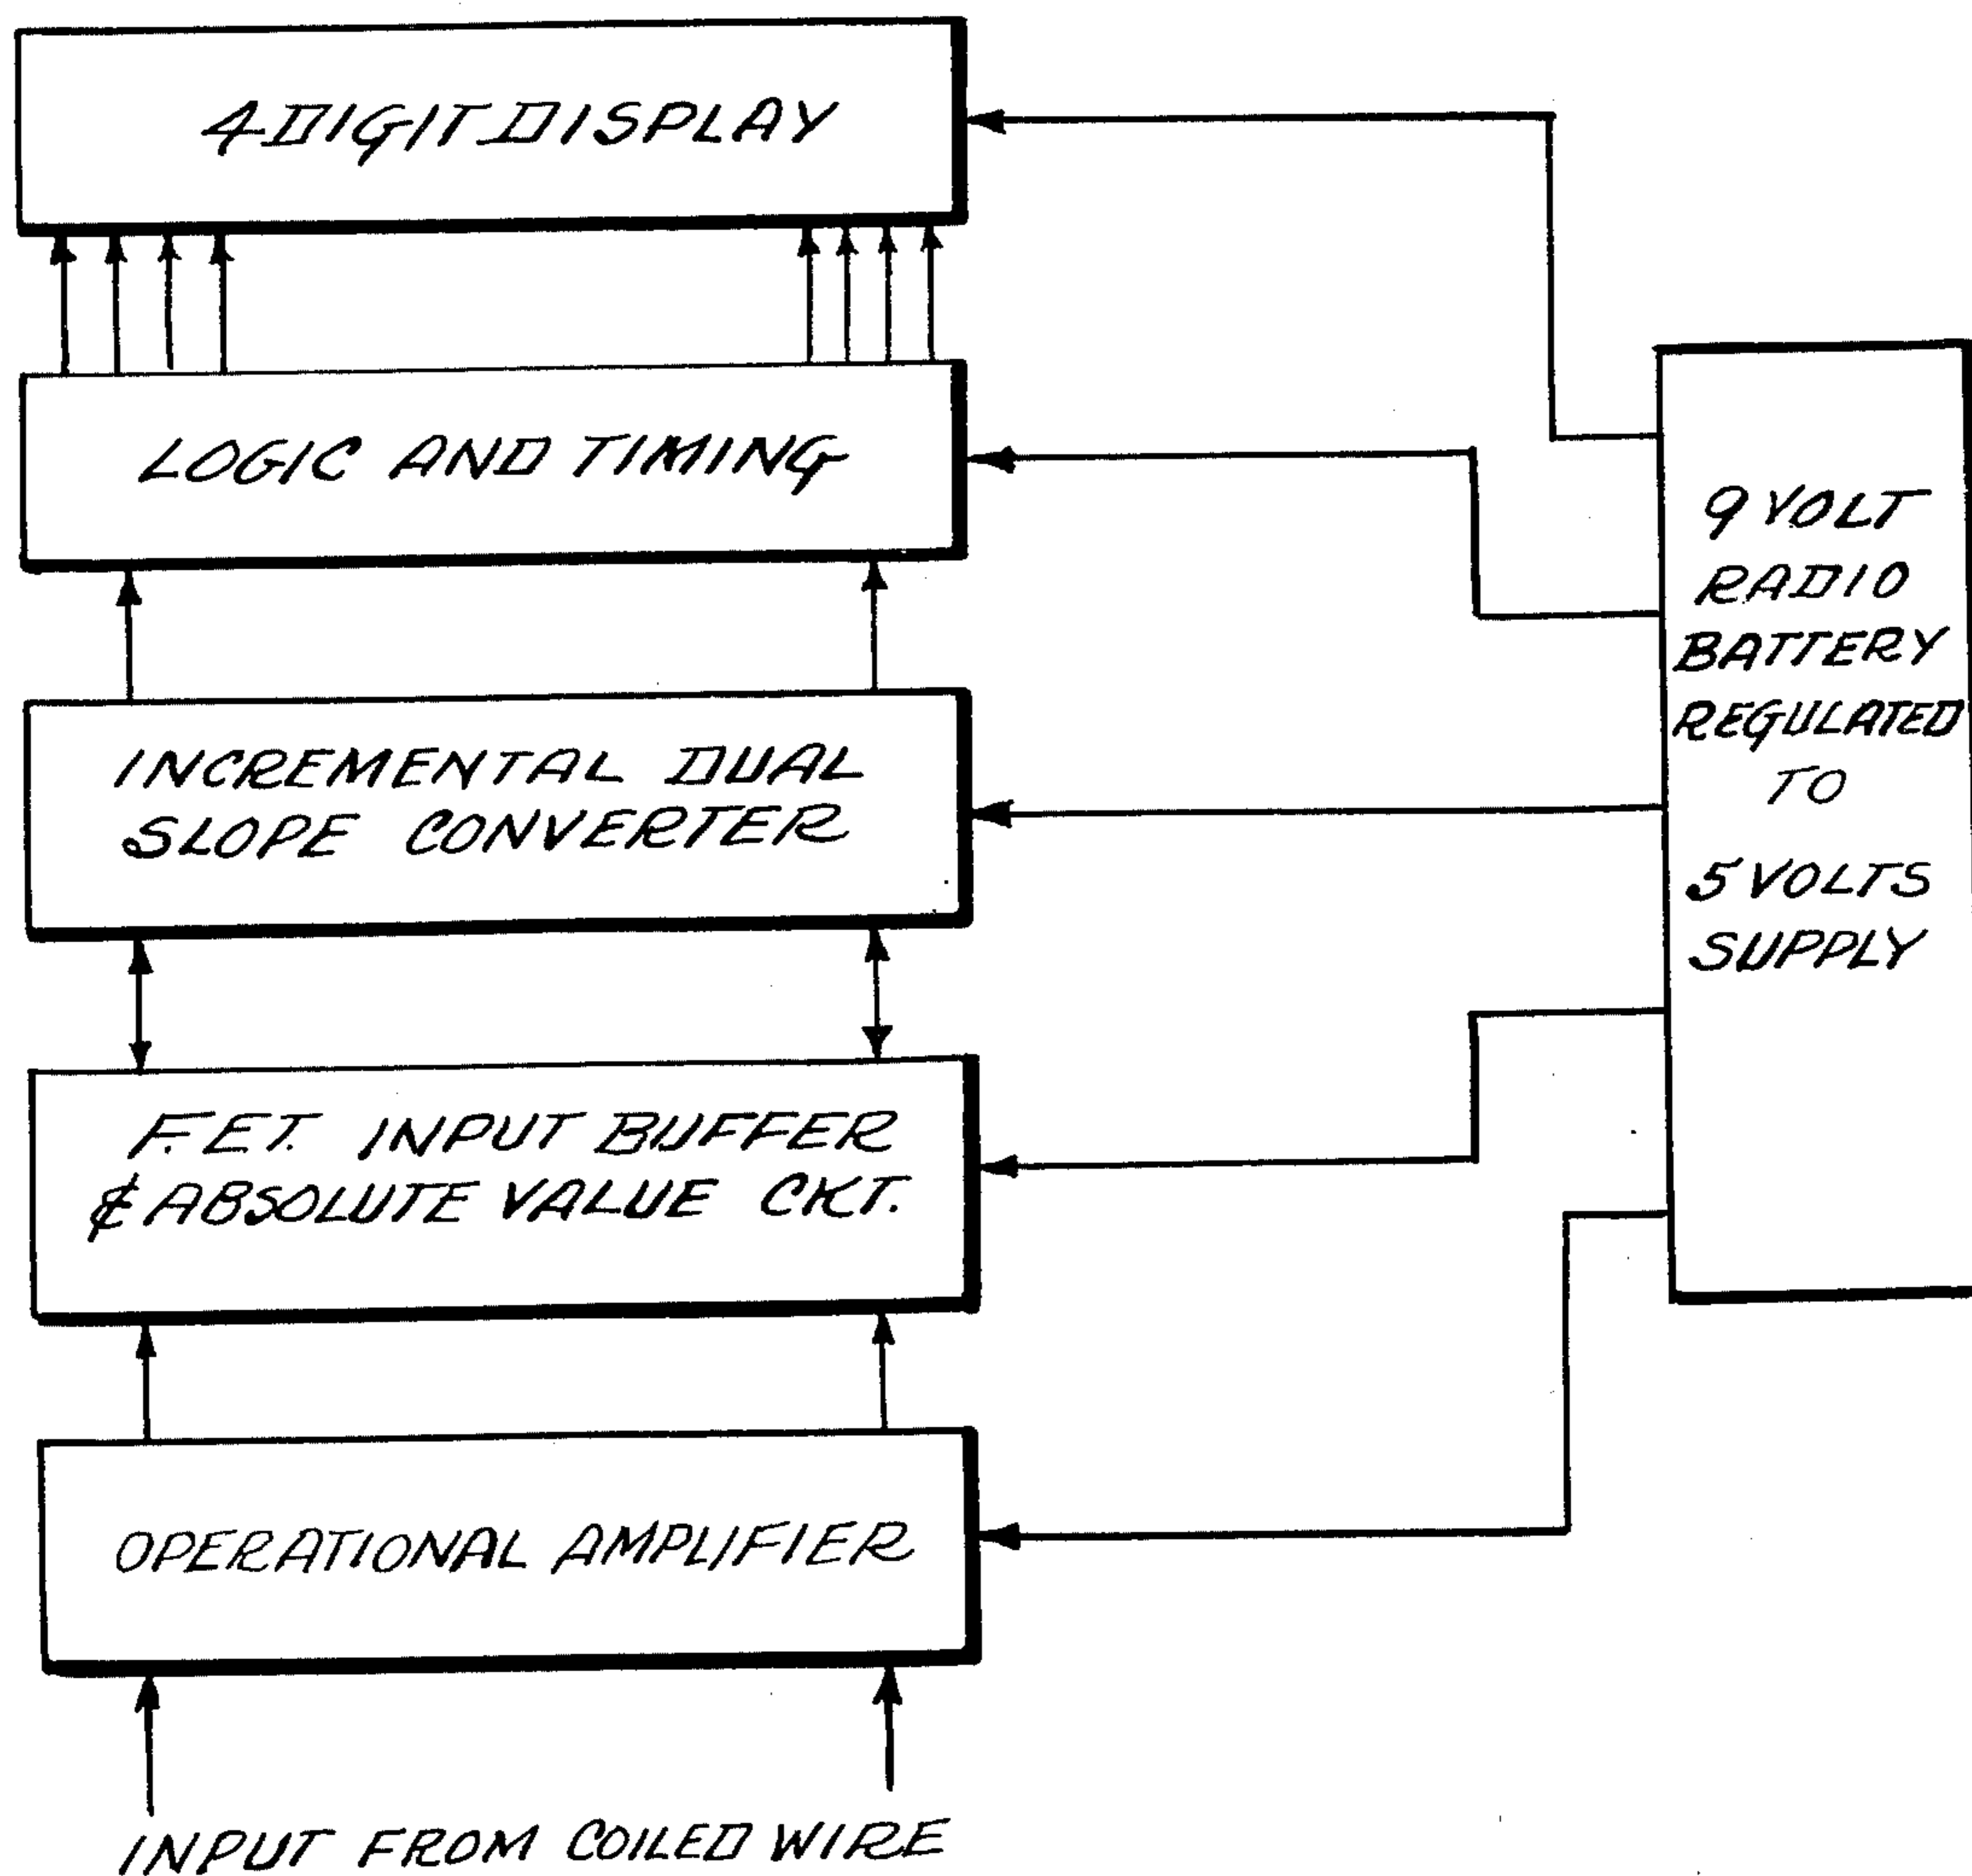 4 DIGIT DISPLAY
LOGIC AND TIMING
INCREMENTAL DUAL
SLOPE CONVERTER
F.E.T. INPUT BUFFER
& ABSOLUTE VALUE CKT.
OPERATIONAL AMPLIFIER
INPUT FROM COILED WIRE
9 VOLT
RADIO
BATTERY
REGULATED
TO
5 VOLTS
SUPPLY